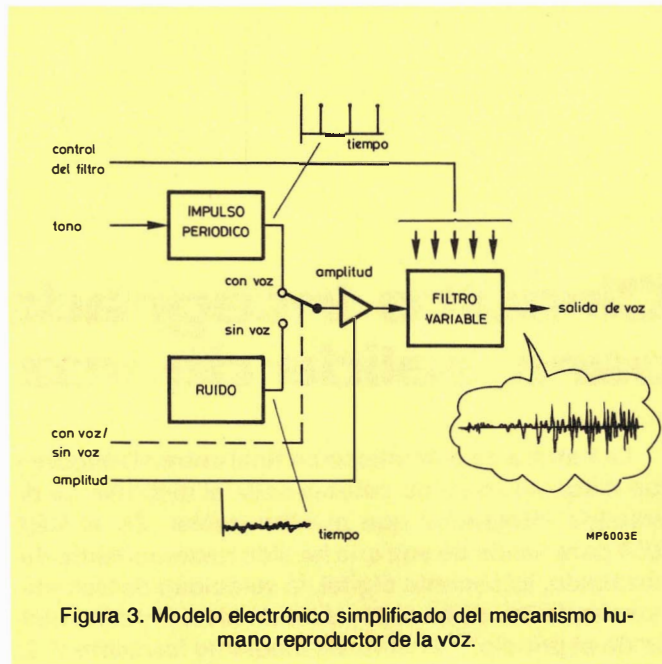 tiempo
control
del filtro
IMPULSO
PERIODICO
tono
con voz
amplitud
sin voz
FILTRO
VARIABLE
salida de voz
RUIDO
con voz/
sin voz
amplitud
tiempo
MP6003E
Figura 3. Modelo electrónico simplificado del mecanismo hu-
mano reproductor de la voz.